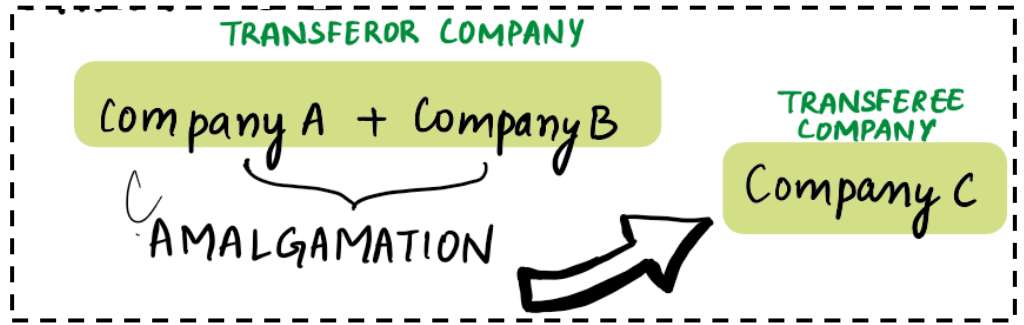 TRANSFEROR COMPANY
Company A + Company B
TRANSFEREE
COMPANY
Company C
AMALGAMATION